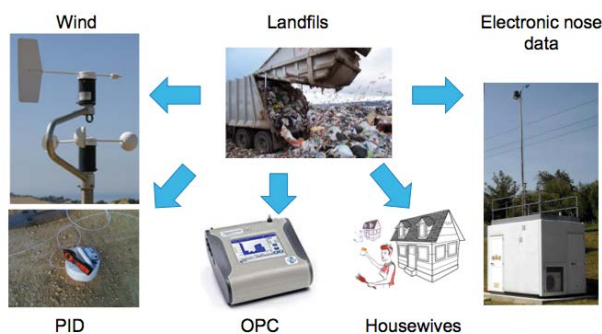 Wind
Landfils
Electronic nose
data
PID
OPC
Housewives